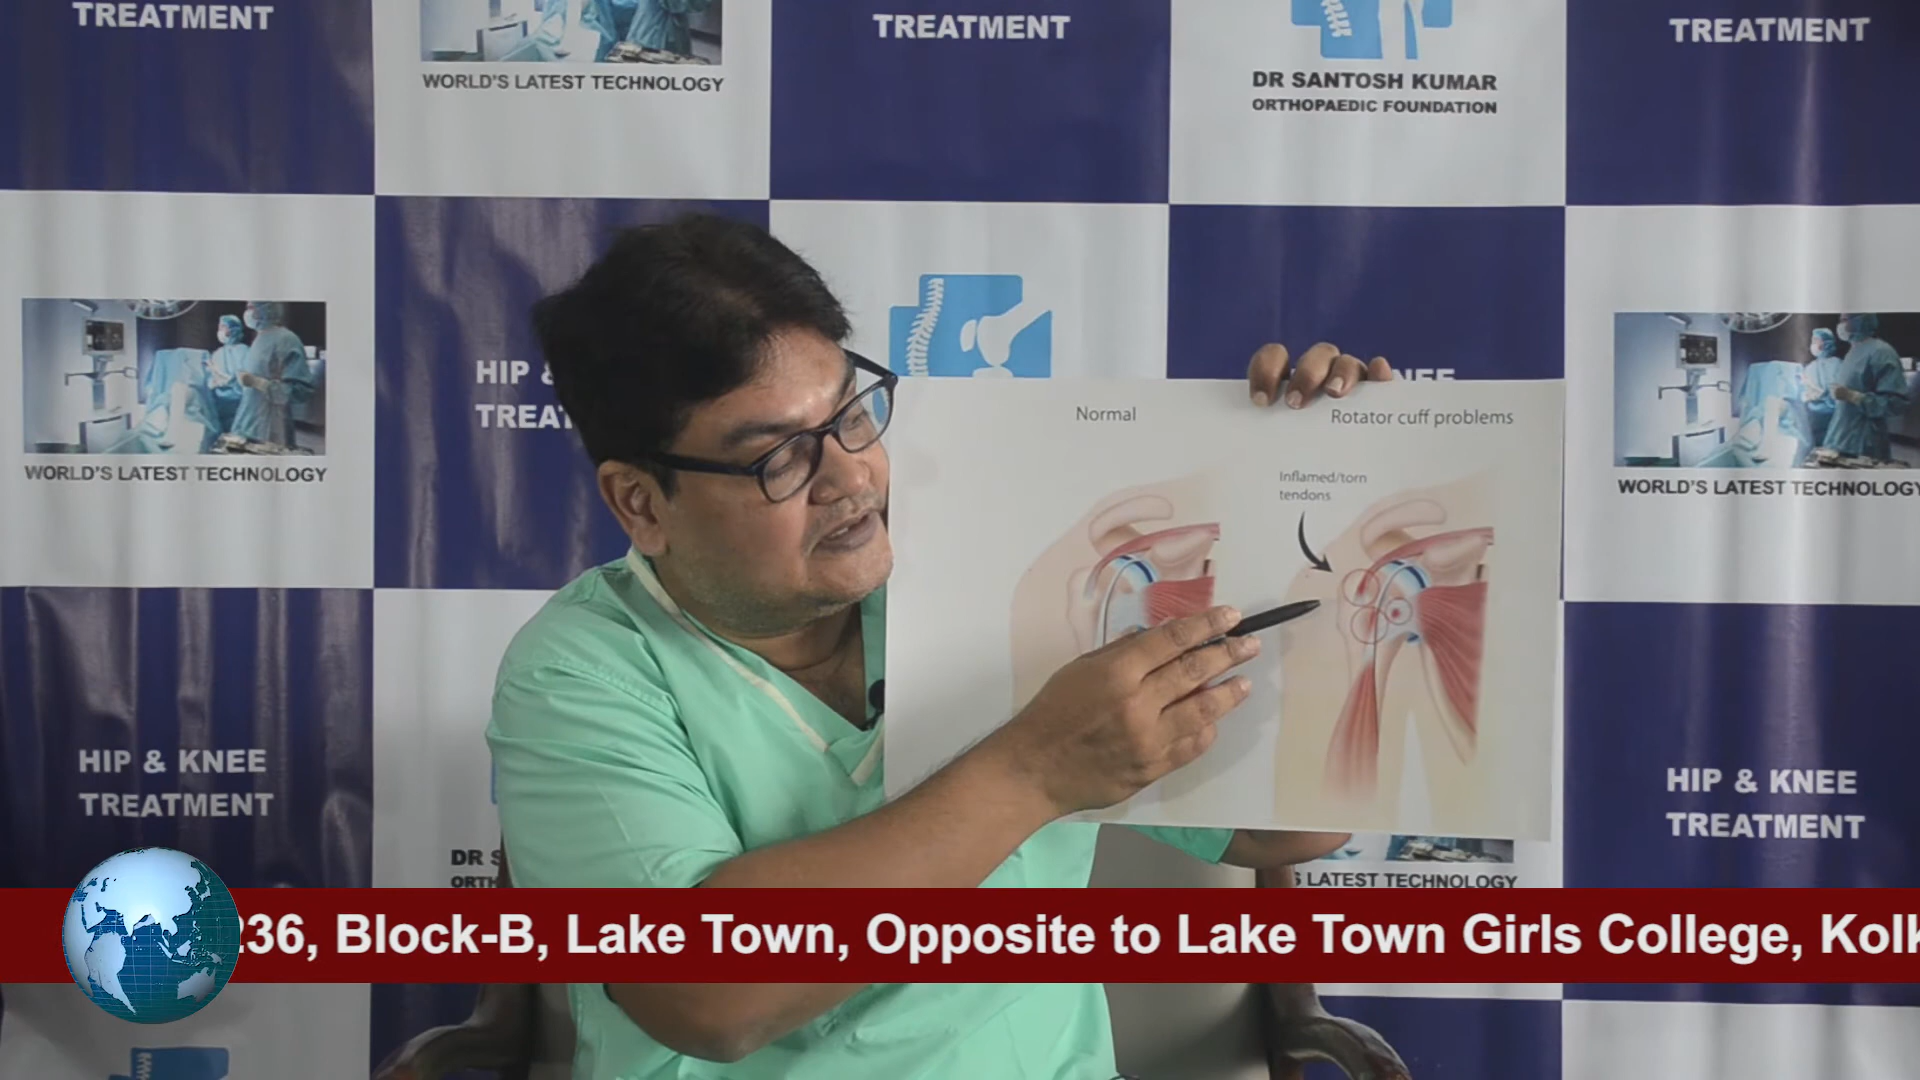 TREATMENT
WORLD'S LATEST TECHNOLOGY
TREATMENT
DR SANTOSH KUMAR
ORTHOPAEDIC FOUNDATION
TREATMENT
WORLD'S LATEST TECHNOLOGY
HIP &
WORLD'S LATEST TECHNOLOGY
Normal
Rotator cuff problems
Inflamed/torn
tendons
HIP & KNEE
TREATMENT
HIP & KNEE
TREATMENT
DR
LATEST TECHNOLOGY
236, Block-B, Lake Town, Opposite to Lake Town Girls College,